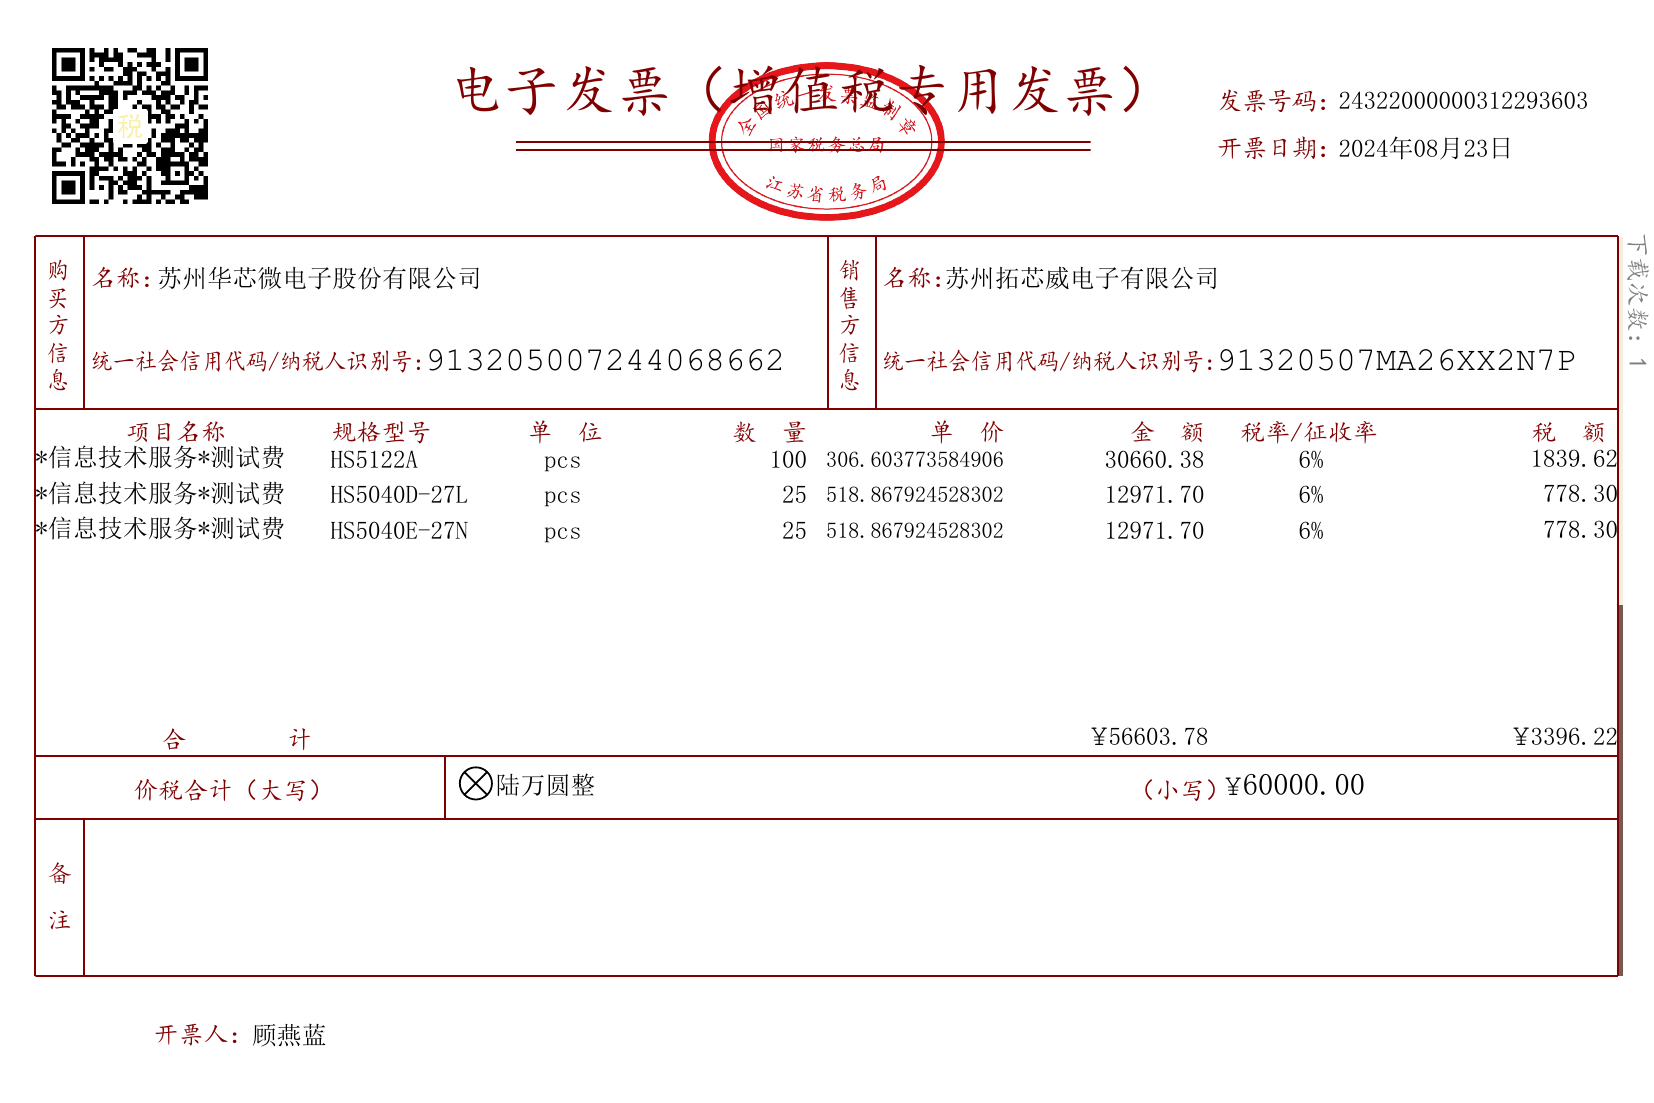 电子发票（增值税专用发票）
全国统一发票监制章
国家税务总局
江苏省税务局
税
发票号码：24322000000312293603
开票日期：2024年08月23日
下载次数：1
购买方信息
名称：苏州华芯微电子股份有限公司
统一社会信用代码/纳税人识别号：913205007244068662
销售方信息
名称：苏州拓芯威电子有限公司
统一社会信用代码/纳税人识别号：91320507MA26XX2N7P
项目名称 规格型号 单 位 数 量 单 价 金 额 税率/征收率 税 额
*信息技术服务*测试费 HS5122A pcs 100 306.603773584906 30660.38 6% 1839.62
*信息技术服务*测试费 HS5040D-27L pcs 25 518.867924528302 12971.70 6% 778.30
*信息技术服务*测试费 HS5040E-27N pcs 25 518.867924528302 12971.70 6% 778.30
合 计 ¥56603.78 ¥3396.22
价税合计（大写） ⊗陆万圆整 （小写）¥60000.00
备注
开票人：顾燕蓝